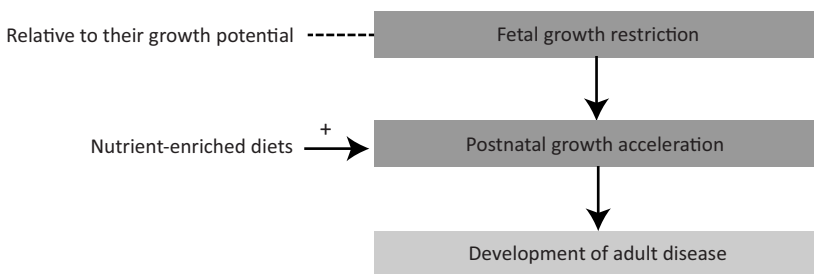 Relative to their growth potential
Fetal growth restriction
+
Nutrient-enriched diets
Postnatal growth acceleration
Development of adult disease